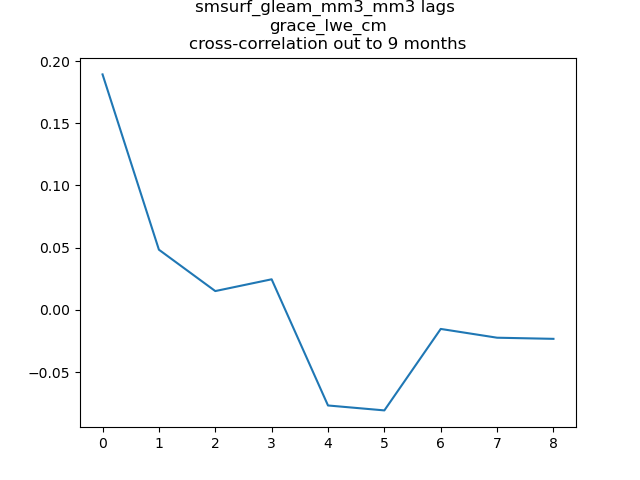 smsurf_gleam_mm3_mm3 lags
grace_lwe_cm
cross-correlation out to 9 months
0.20
0.15
0.10
0.05
0.00
−0.05
0 1 2 3 4 5 6 7 8